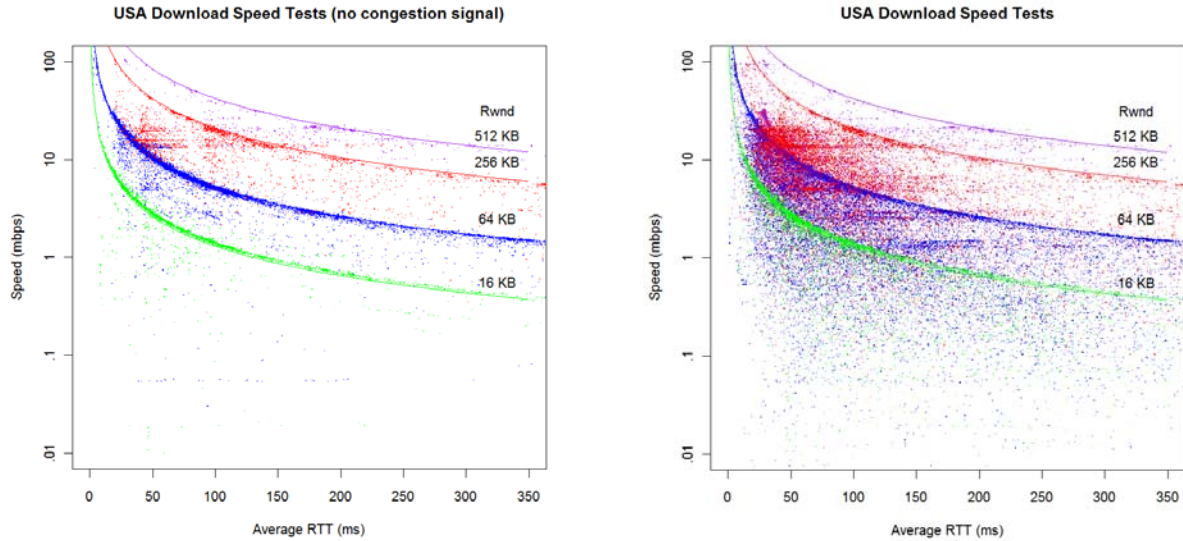 USA Download Speed Tests (no congestion signal)
100
10
1
.1
.01
Speed (mbps)
Rwnd
512 KB
256 KB
64 KB
16 KB
0 50 100 150 200 250 300 350
Average RTT (ms)
USA Download Speed Tests
100
10
1
.1
.01
Speed (mbps)
Rwnd
512 KB
256 KB
64 KB
16 KB
0 50 100 150 200 250 300 350
Average RTT (ms)